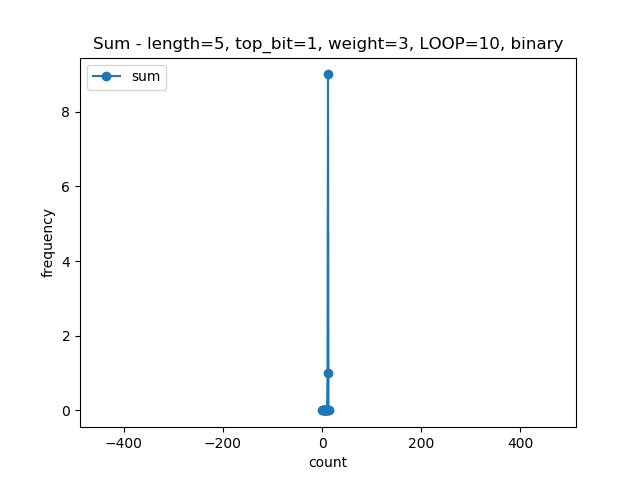 Sum - length=5, top_bit=1, weight=3, LOOP=10, binary
sum
8
6
4
2
0
frequency
−400
−200
0
200
400
count